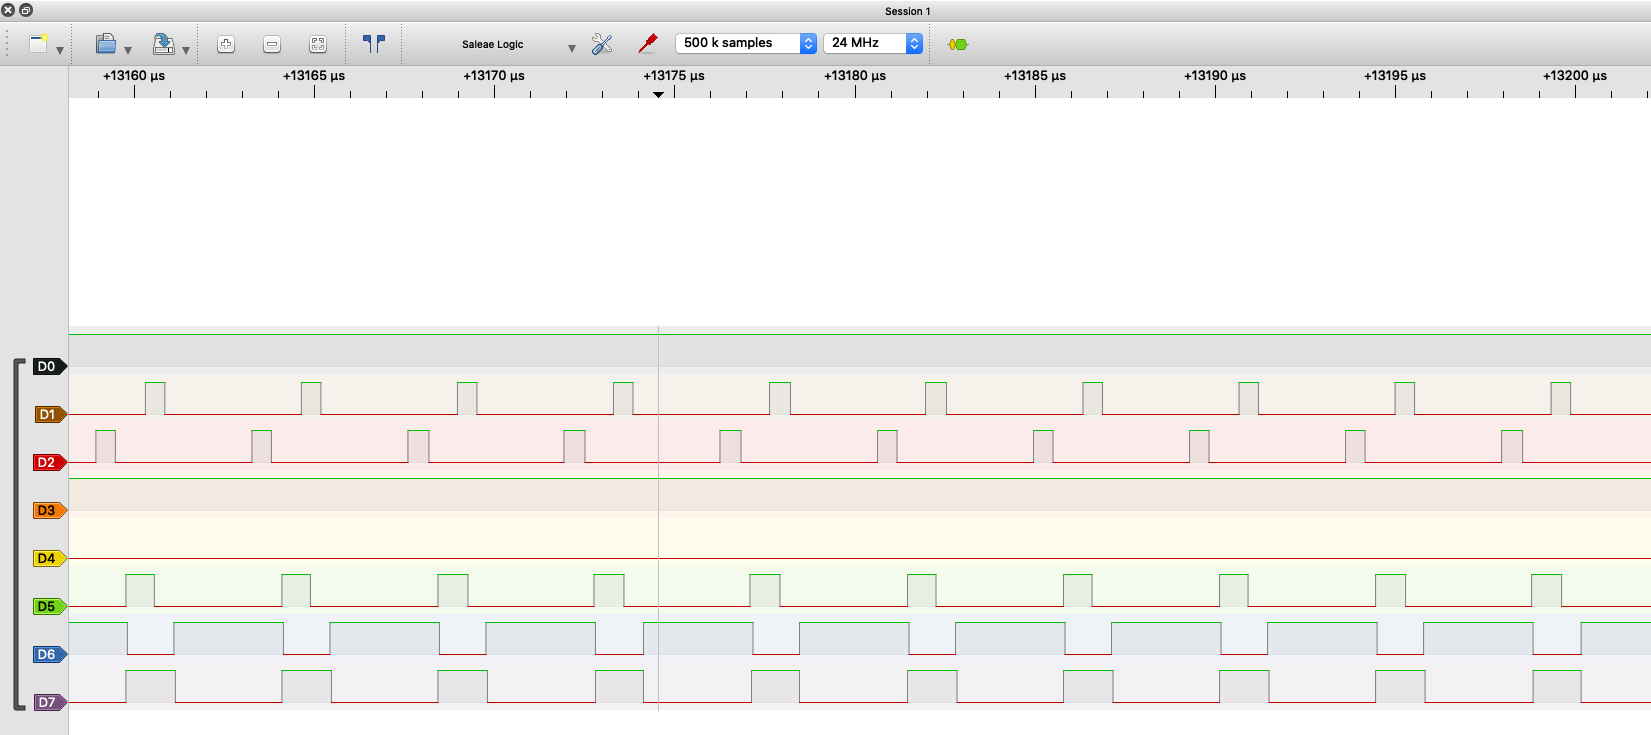 Session 1
Saleae Logic 500 k samples 24 MHz
+13160 µs +13165 µs +13170 µs +13175 µs +13180 µs +13185 µs +13190 µs +13195 µs +13200 µs
D0
D1
D2
D3
D4
D5
D6
D7